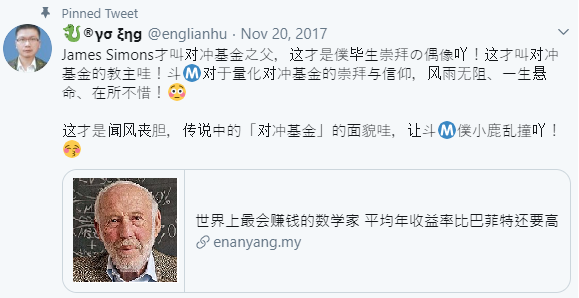 Pinned Tweet
🐉®γσ ξηg @englianhu · Nov 20, 2017
James Simons才叫对冲基金之父，这才是僕毕生崇拜の偶像吖！这才叫对冲
基金的教主哇！斗Ⓜ️对于量化对冲基金的崇拜与信仰，风雨无阻、一生悬
命、在所不惜！😳
这才是闻风丧胆，传说中的「对冲基金」的面貌哇，让斗Ⓜ️僕小鹿乱撞吖！
😚
世界上最会赚钱的数学家 平均年收益率比巴菲特还要高
enanyang.my